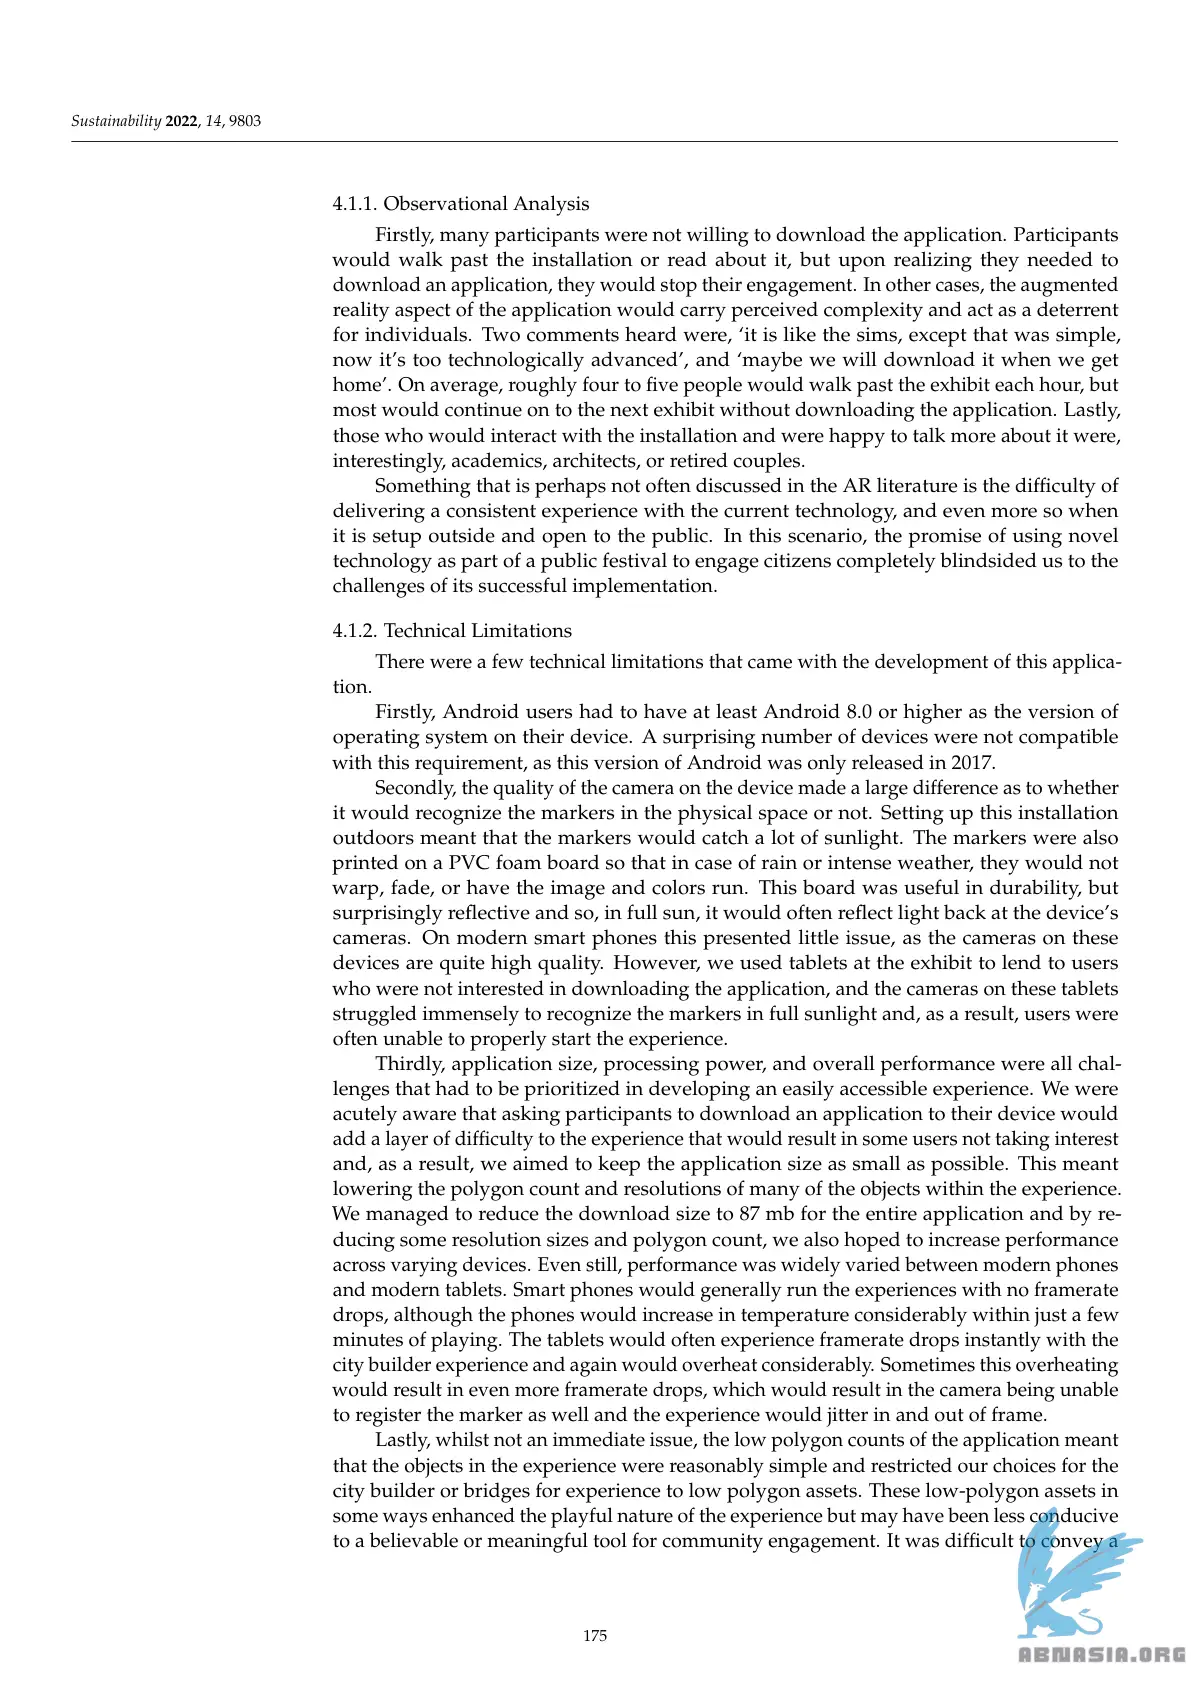 Sustainability 2022, 14, 9803
4.1.1. Observational Analysis
Firstly, many participants were not willing to download the application. Participants
would walk past the installation or read about it, but upon realizing they needed to
download an application, they would stop their engagement. In other cases, the augmented
reality aspect of the application would carry perceived complexity and act as a deterrent
for individuals. Two comments heard were, ‘it is like the sims, except that was simple,
now it’s too technologically advanced’, and ‘maybe we will download it when we get
home’. On average, roughly four to five people would walk past the exhibit each hour, but
most would continue on to the next exhibit without downloading the application. Lastly,
those who would interact with the installation and were happy to talk more about it were,
interestingly, academics, architects, or retired couples.
Something that is perhaps not often discussed in the AR literature is the difficulty of
delivering a consistent experience with the current technology, and even more so when
it is setup outside and open to the public. In this scenario, the promise of using novel
technology as part of a public festival to engage citizens completely blindsided us to the
challenges of its successful implementation.
4.1.2. Technical Limitations
There were a few technical limitations that came with the development of this applica-
tion.
Firstly, Android users had to have at least Android 8.0 or higher as the version of
operating system on their device. A surprising number of devices were not compatible
with this requirement, as this version of Android was only released in 2017.
Secondly, the quality of the camera on the device made a large difference as to whether
it would recognize the markers in the physical space or not. Setting up this installation
outdoors meant that the markers would catch a lot of sunlight. The markers were also
printed on a PVC foam board so that in case of rain or intense weather, they would not
warp, fade, or have the image and colors run. This board was useful in durability, but
surprisingly reflective and so, in full sun, it would often reflect light back at the device’s
cameras. On modern smart phones this presented little issue, as the cameras on these
devices are quite high quality. However, we used tablets at the exhibit to lend to users
who were not interested in downloading the application, and the cameras on these tablets
struggled immensely to recognize the markers in full sunlight and, as a result, users were
often unable to properly start the experience.
Thirdly, application size, processing power, and overall performance were all chal-
lenges that had to be prioritized in developing an easily accessible experience. We were
acutely aware that asking participants to download an application to their device would
add a layer of difficulty to the experience that would result in some users not taking interest
and, as a result, we aimed to keep the application size as small as possible. This meant
lowering the polygon count and resolutions of many of the objects within the experience.
We managed to reduce the download size to 87 mb for the entire application and by re-
ducing some resolution sizes and polygon count, we also hoped to increase performance
across varying devices. Even still, performance was widely varied between modern phones
and modern tablets. Smart phones would generally run the experiences with no framerate
drops, although the phones would increase in temperature considerably within just a few
minutes of playing. The tablets would often experience framerate drops instantly with the
city builder experience and again would overheat considerably. Sometimes this overheating
would result in even more framerate drops, which would result in the camera being unable
to register the marker as well and the experience would jitter in and out of frame.
Lastly, whilst not an immediate issue, the low polygon counts of the application meant
that the objects in the experience were reasonably simple and restricted our choices for the
city builder or bridges for experience to low polygon assets. These low-polygon assets in
some ways enhanced the playful nature of the experience but may have been less conducive
to a believable or meaningful tool for community engagement. It was difficult to convey a
175
ABNASIA.ORG